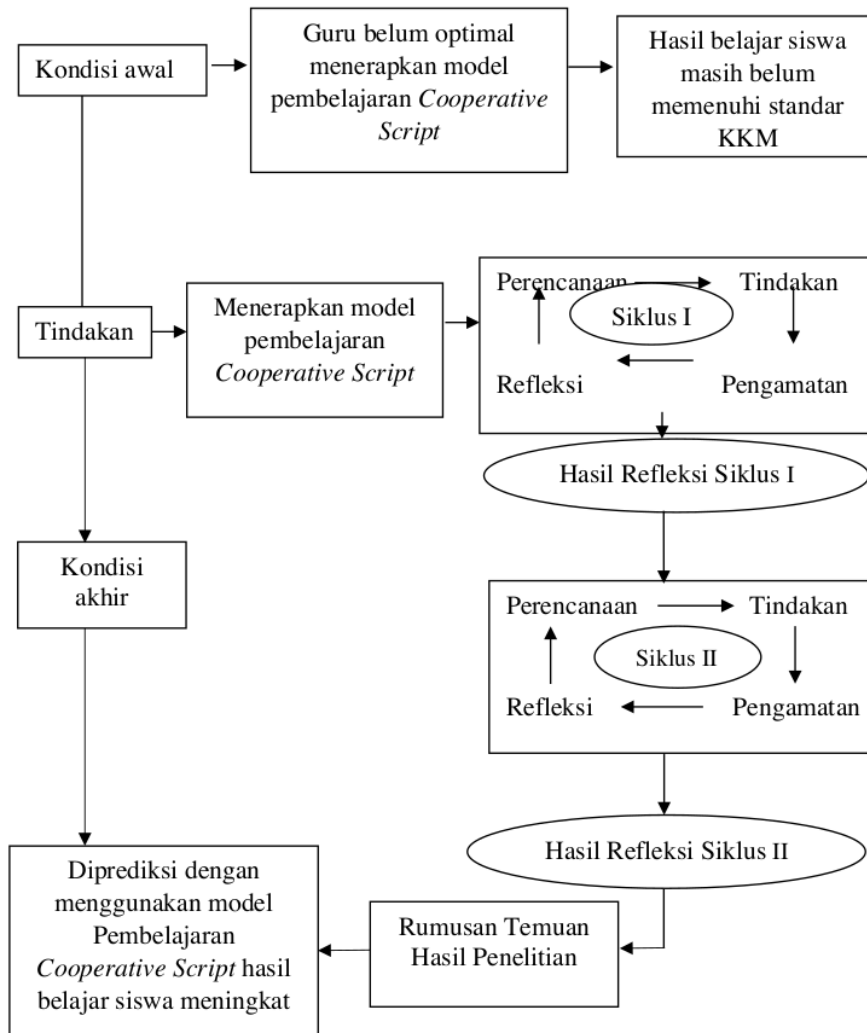 Kondisi awal
Guru belum optimal
menerapkan model
pembelajaran Cooperative
Script
Hasil belajar siswa
masih belum
memenuhi standar
KKM
Tindakan
Menerapkan model
pembelajaran
Cooperative Script
Perencanaan
Tindakan
Siklus I
Refleksi
Pengamatan
Hasil Refleksi Siklus I
Kondisi
akhir
Perencanaan
Tindakan
Siklus II
Refleksi
Pengamatan
Hasil Refleksi Siklus II
Rumusan Temuan
Hasil Penelitian
Diprediksi dengan
menggunakan model
Pembelajaran
Cooperative Script hasil
belajar siswa meningkat